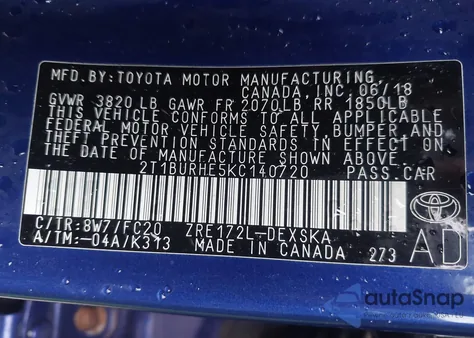 MFD. BY: TOYOTA MOTOR MANUFACTURING,
CANADA, INC. 06/18
GVWR 3820 LB GAWR FR 2070LB RR 1850LB
THIS VEHICLE CONFORMS TO ALL APPLICABLE
FEDERAL MOTOR VEHICLE SAFETY, BUMPER, AND
THEFT PREVENTION STANDARDS IN EFFECT ON
THE DATE OF MANUFACTURE SHOWN ABOVE.
2T1BURHE5KC140720 PASS.CAR
C/TR: 8W7/FC20 ZRE172L-DEXSKA
A/TM: -04A/K313 MADE IN CANADA 273
AD
autoSnap